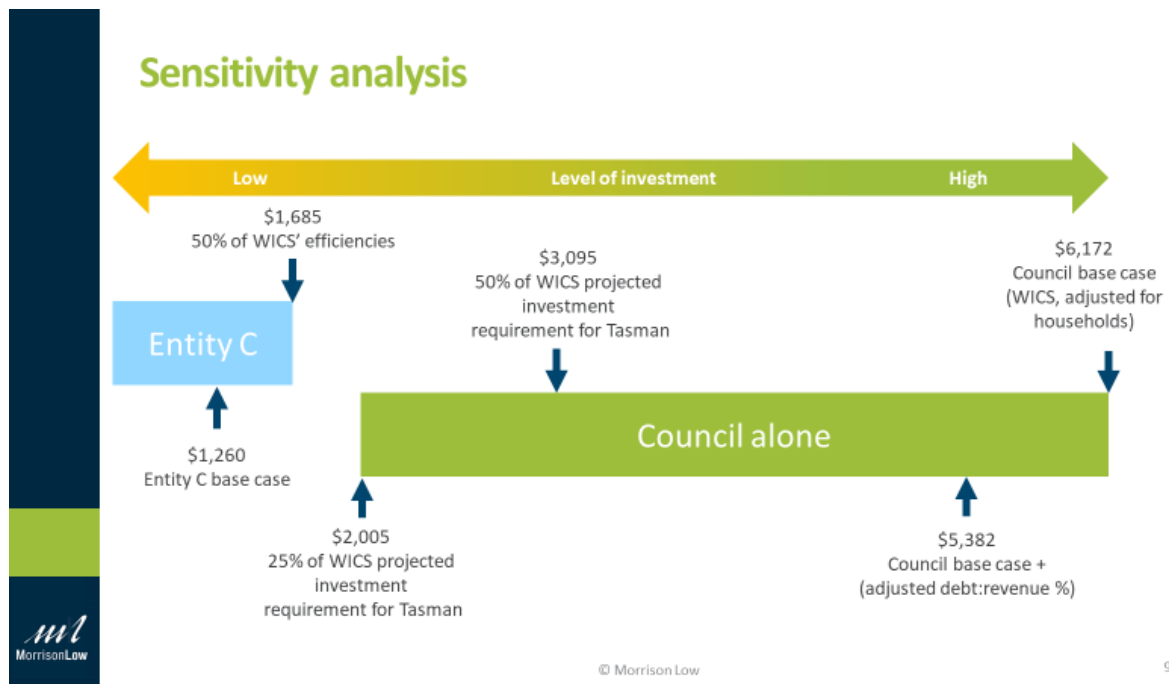 Sensitivity analysis
Low
Level of investment
High
$1,685
50% of WICS’ efficiencies
$3,095
50% of WICS projected
investment
requirement for Tasman
$6,172
Council base case
(WICS, adjusted for
households)
Entity C
Council alone
$1,260
Entity C base case
$2,005
25% of WICS projected
investment
requirement for Tasman
$5,382
Council base case +
(adjusted debt:revenue %)
ml
MorrisonLow
© Morrison Low
9